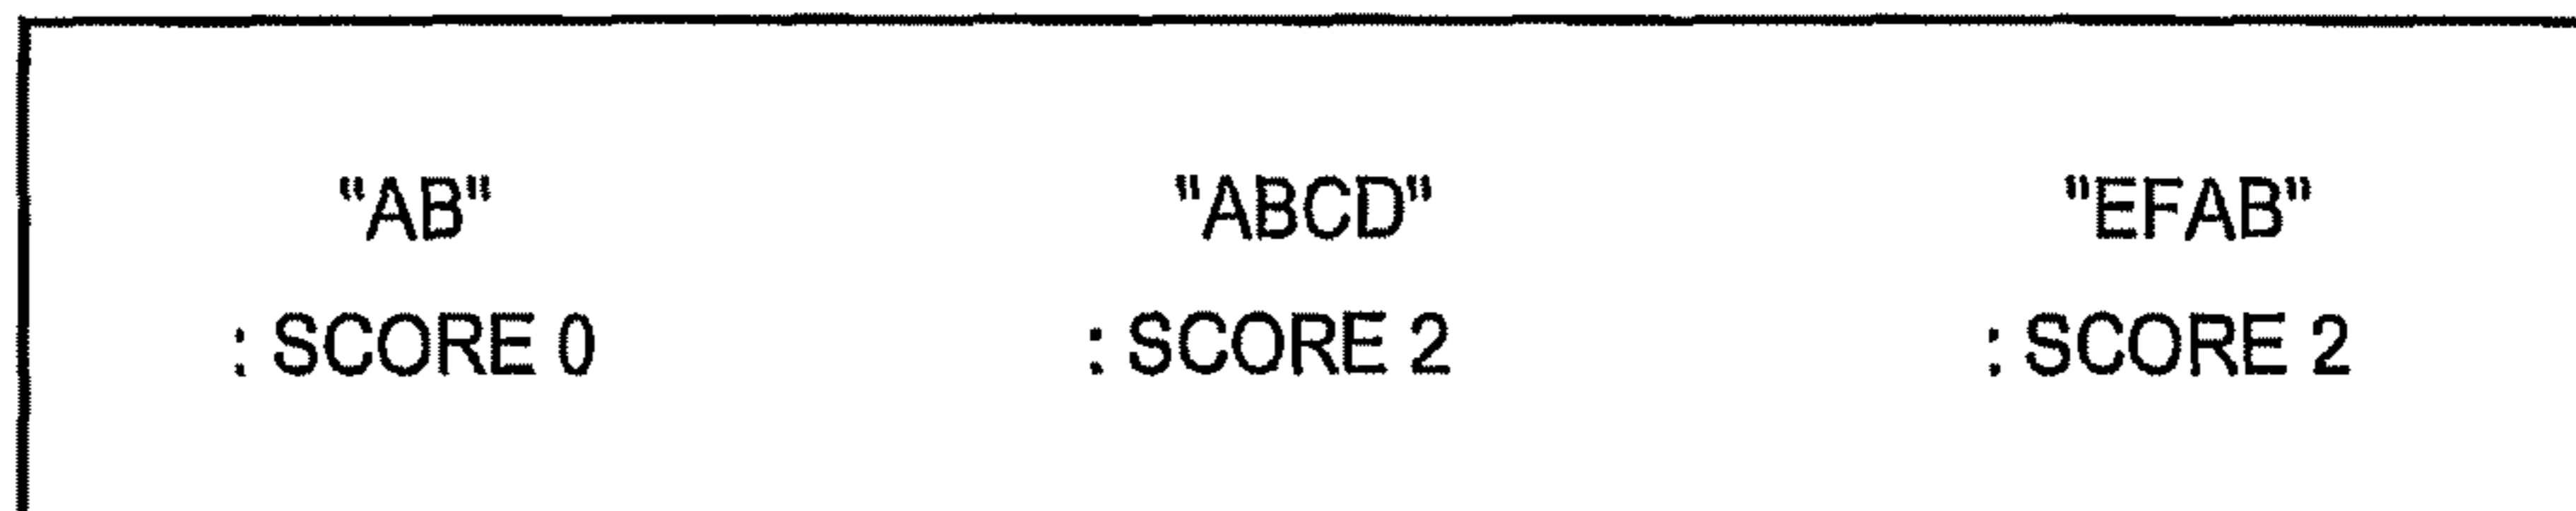 "AB" "ABCD" "EFAB"
: SCORE 0 : SCORE 2 : SCORE 2